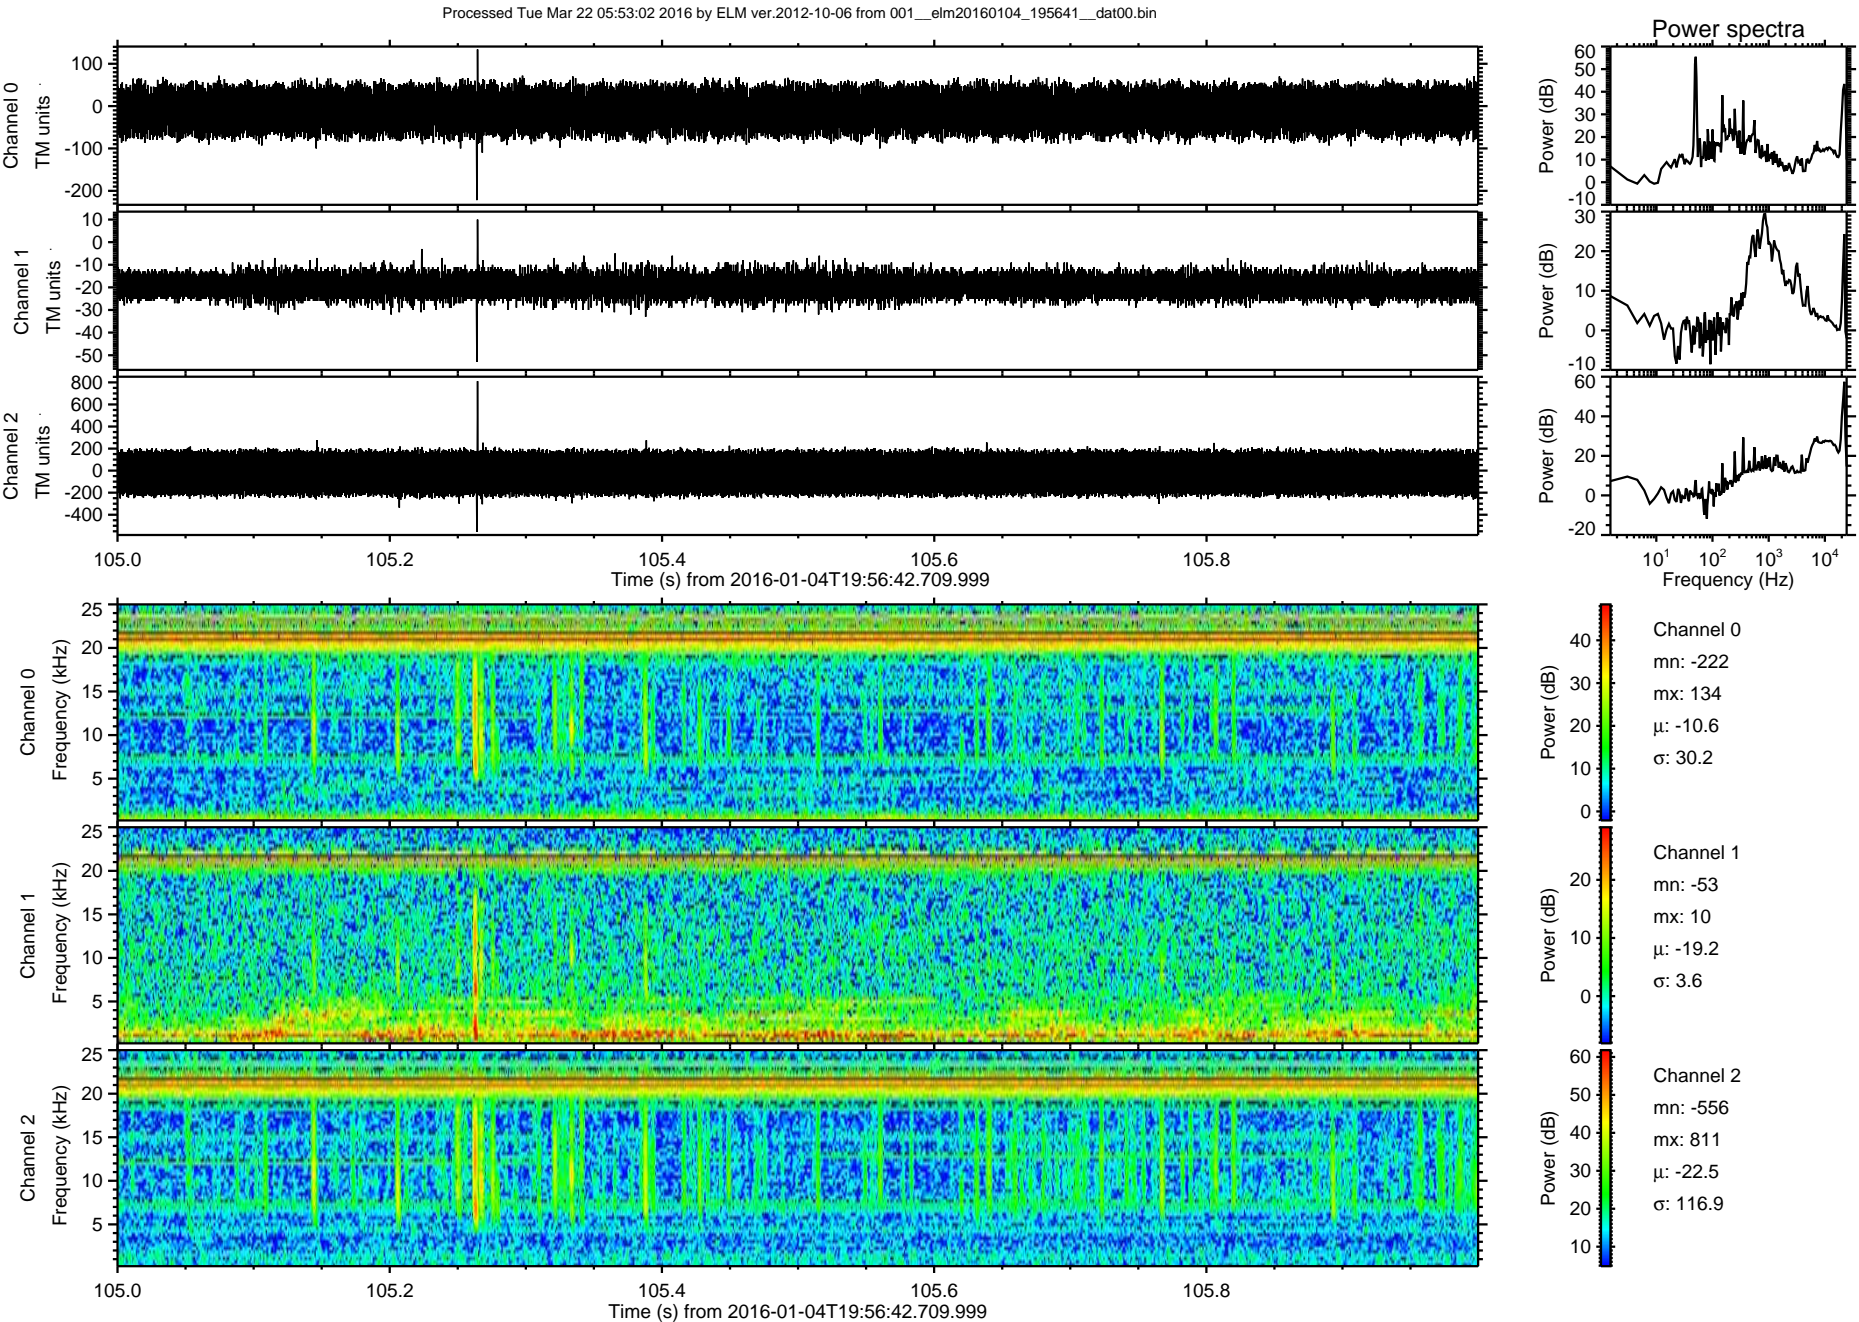 Processed Tue Mar 22 05:53:02 2016 by ELM ver.2012-10-06 from 001__elm20160104_195641__dat00.bin
Power spectra
Channel 0
TM units
100
0
-100
-200
Power (dB)
60
50
40
30
20
10
0
-10
Channel 1
TM units
10
0
-10
-20
-30
-40
-50
Power (dB)
30
20
10
0
-10
Channel 2
TM units
800
600
400
200
0
-200
-400
Power (dB)
60
40
20
0
-20
105.0 105.2 105.4 105.6 105.8
Time (s) from 2016-01-04T19:56:42.709.999
10^1 10^2 10^3 10^4
Frequency (Hz)
Channel 0
Frequency (kHz)
25
20
15
10
5
Power (dB)
40
30
20
10
0
Channel 0
mn: -222
mx: 134
µ: -10.6
σ: 30.2
Channel 1
Frequency (kHz)
25
20
15
10
5
Power (dB)
20
10
0
Channel 1
mn: -53
mx: 10
µ: -19.2
σ: 3.6
Channel 2
Frequency (kHz)
25
20
15
10
5
Power (dB)
60
50
40
30
20
10
Channel 2
mn: -556
mx: 811
µ: -22.5
σ: 116.9
105.0 105.2 105.4 105.6 105.8
Time (s) from 2016-01-04T19:56:42.709.999